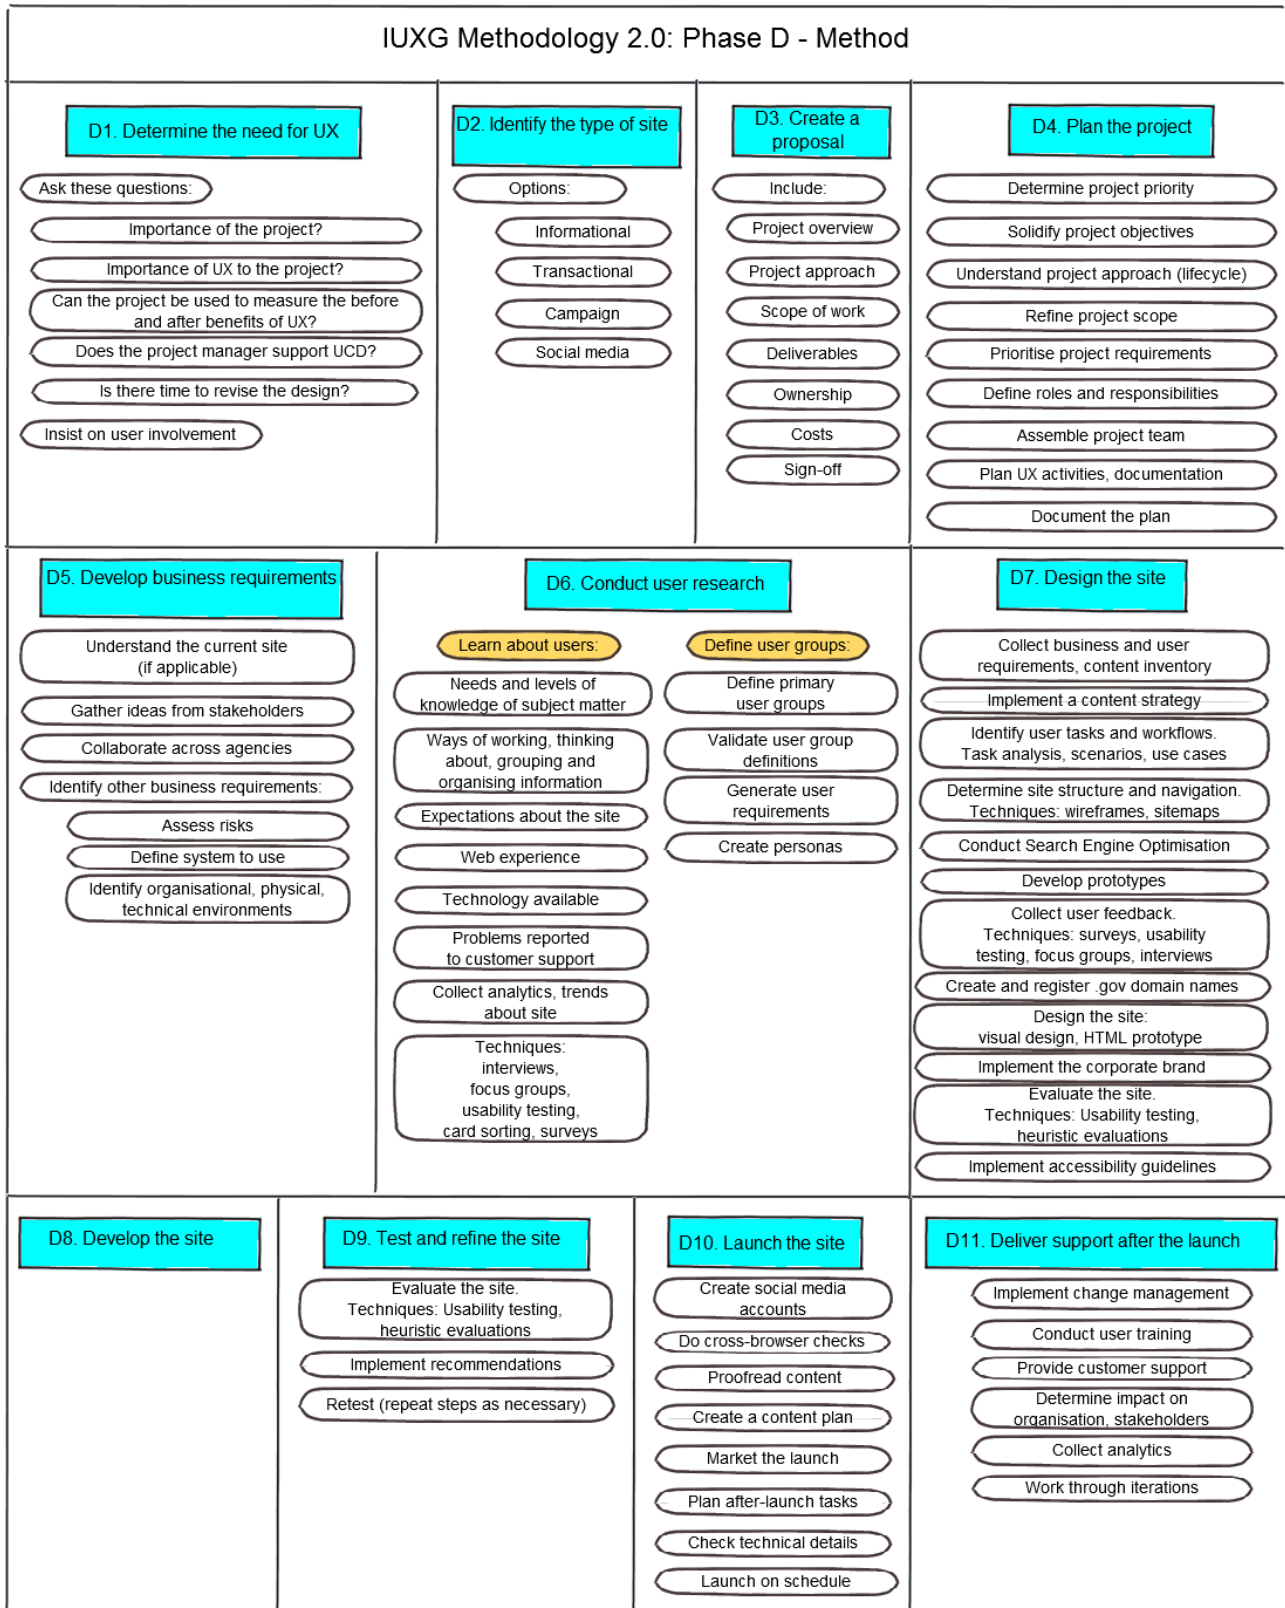 IUXG Methodology 2.0: Phase D - Method
D1. Determine the need for UX
Ask these questions:
Importance of the project?
Importance of UX to the project?
Can the project be used to measure the before
and after benefits of UX?
Does the project manager support UCD?
Is there time to revise the design?
Insist on user involvement
D2. Identify the type of site
Options:
Informational
Transactional
Campaign
Social media
D3. Create a
proposal
Include:
Project overview
Project approach
Scope of work
Deliverables
Ownership
Costs
Sign-off
D4. Plan the project
Determine project priority
Solidify project objectives
Understand project approach (lifecycle)
Refine project scope
Prioritise project requirements
Define roles and responsibilities
Assemble project team
Plan UX activities, documentation
Document the plan
D5. Develop business requirements
Understand the current site
(if applicable)
Gather ideas from stakeholders
Collaborate across agencies
Identify other business requirements:
Assess risks
Define system to use
Identify organisational, physical,
technical environments
D6. Conduct user research
Learn about users:
Needs and levels of
knowledge of subject matter
Ways of working, thinking
about, grouping and
organising information
Expectations about the site
Web experience
Technology available
Problems reported
to customer support
Collect analytics, trends
about site
Techniques:
interviews,
focus groups,
usability testing,
card sorting, surveys
Define user groups:
Define primary
user groups
Validate user group
definitions
Generate user
requirements
Create personas
D7. Design the site
Collect business and user
requirements, content inventory
Implement a content strategy
Identify user tasks and workflows.
Task analysis, scenarios, use cases
Determine site structure and navigation.
Techniques: wireframes, sitemaps
Conduct Search Engine Optimisation
Develop prototypes
Collect user feedback.
Techniques: surveys, usability
testing, focus groups, interviews
Create and register .gov domain names
Design the site:
visual design, HTML prototype
Implement the corporate brand
Evaluate the site.
Techniques: Usability testing,
heuristic evaluations
Implement accessibility guidelines
D8. Develop the site
D9. Test and refine the site
Evaluate the site.
Techniques: Usability testing,
heuristic evaluations
Implement recommendations
Retest (repeat steps as necessary)
D10. Launch the site
Create social media
accounts
Do cross-browser checks
Proofread content
Create a content plan
Market the launch
Plan after-launch tasks
Check technical details
Launch on schedule
D11. Deliver support after the launch
Implement change management
Conduct user training
Provide customer support
Determine impact on
organisation, stakeholders
Collect analytics
Work through iterations